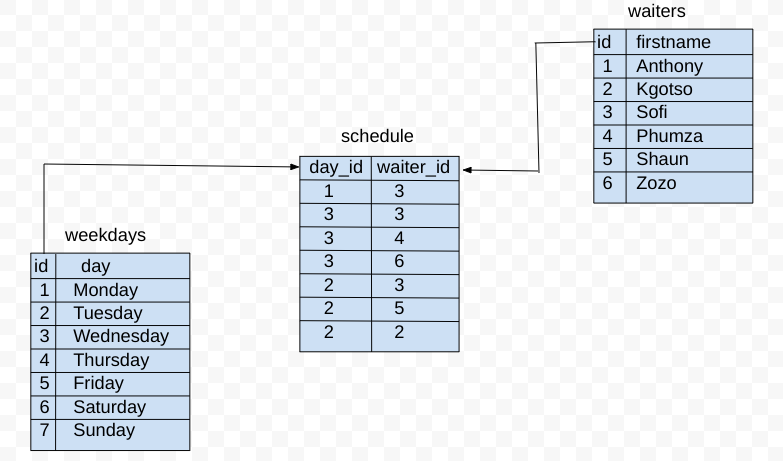 waiters
id firstname
1 Anthony
2 Kgotso
3 Sofi
4 Phumza
5 Shaun
6 Zozo
schedule
day_id waiter_id
1 3
3 3
3 4
3 6
2 3
2 5
2 2
weekdays
id day
1 Monday
2 Tuesday
3 Wednesday
4 Thursday
5 Friday
6 Saturday
7 Sunday